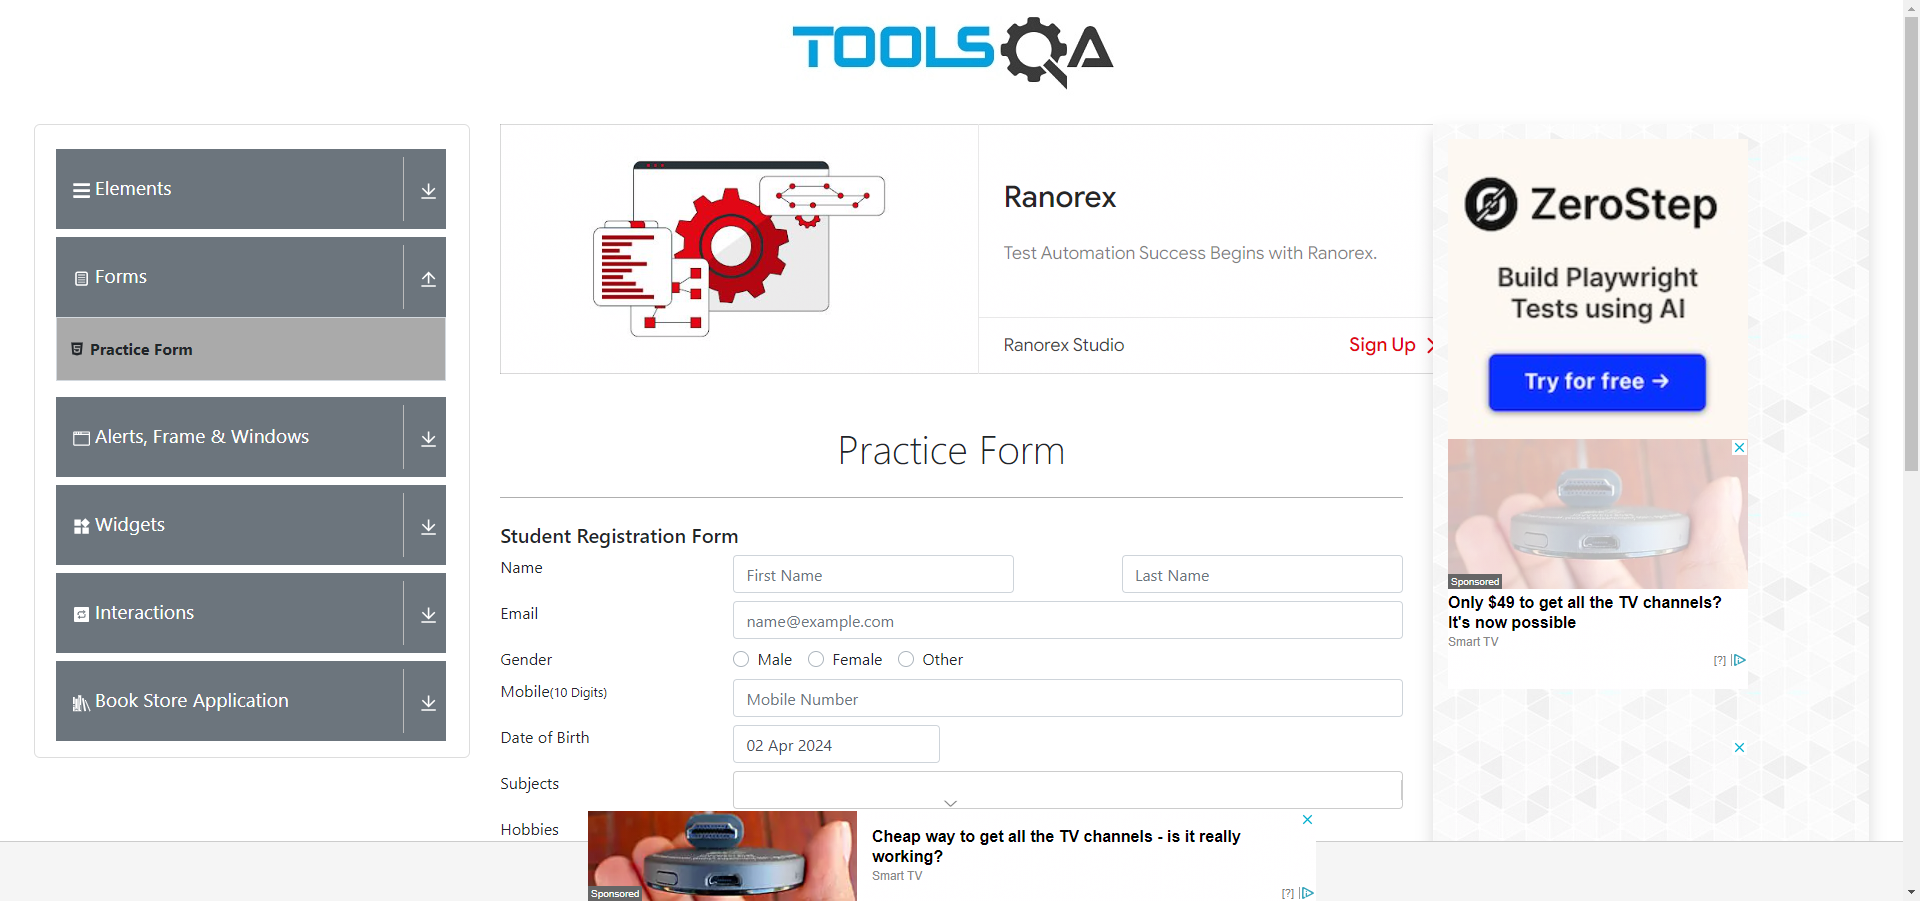 TOOLSQA
Elements
Forms
Practice Form
Alerts, Frame & Windows
Widgets
Interactions
Book Store Application
Ranorex
Test Automation Success Begins with Ranorex.
Ranorex Studio
Sign Up
Practice Form
Student Registration Form
Name
First Name
Last Name
Email
name@example.com
Gender
Male
Female
Other
Mobile(10 Digits)
Mobile Number
Date of Birth
02 Apr 2024
Subjects
Hobbies
ZeroStep
Build Playwright
Tests using AI
Try for free →
Sponsored
Only $49 to get all the TV channels?
It's now possible
Smart TV
[?]
Sponsored
Cheap way to get all the TV channels - is it really
working?
Smart TV
[?]